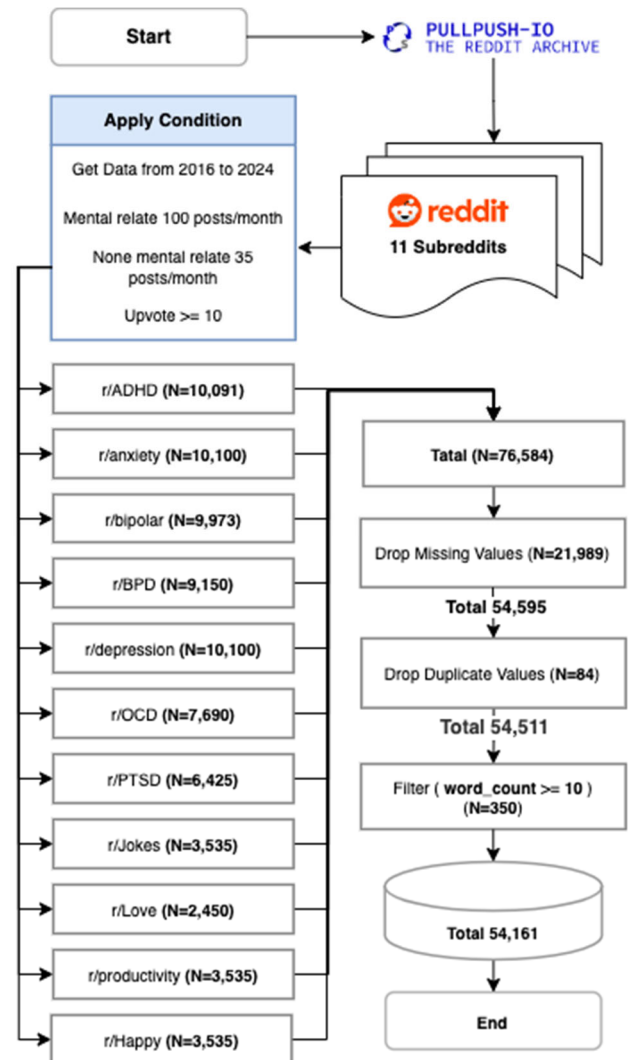 Start
PULLPUSH-IO
THE REDDIT ARCHIVE
reddit
11 Subreddits
Apply Condition
Get Data from 2016 to 2024
Mental relate 100 posts/month
None mental relate 35
posts/month
Upvote >= 10
r/ADHD (N=10,091)
r/anxiety (N=10,100)
r/bipolar (N=9,973)
r/BPD (N=9,150)
r/depression (N=10,100)
r/OCD (N=7,690)
r/PTSD (N=6,425)
r/Jokes (N=3,535)
r/Love (N=2,450)
r/productivity (N=3,535)
r/Happy (N=3,535)
Tatal (N=76,584)
Drop Missing Values (N=21,989)
Total 54,595
Drop Duplicate Values (N=84)
Total 54,511
Filter ( word_count >= 10 )
(N=350)
Total 54,161
End